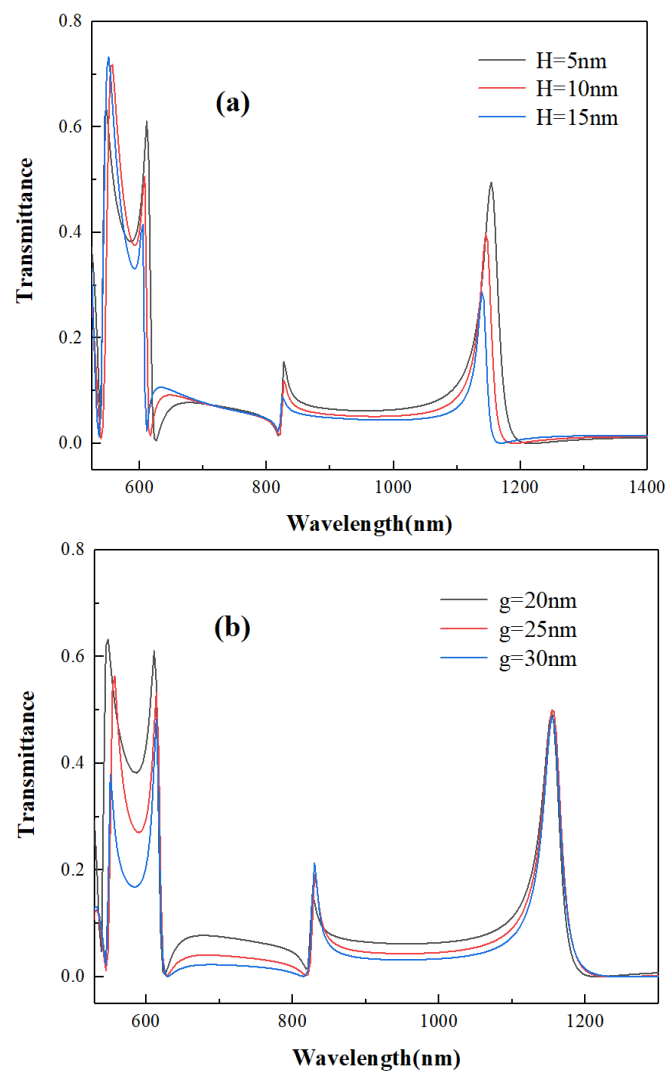 0.8
0.6
0.4
0.2
0.0
Transmittance
(a)
H=5nm
H=10nm
H=15nm
600
800
1000
1200
1400
Wavelength(nm)
0.8
0.6
0.4
0.2
0.0
Transmittance
(b)
g=20nm
g=25nm
g=30nm
600
800
1000
1200
Wavelength(nm)